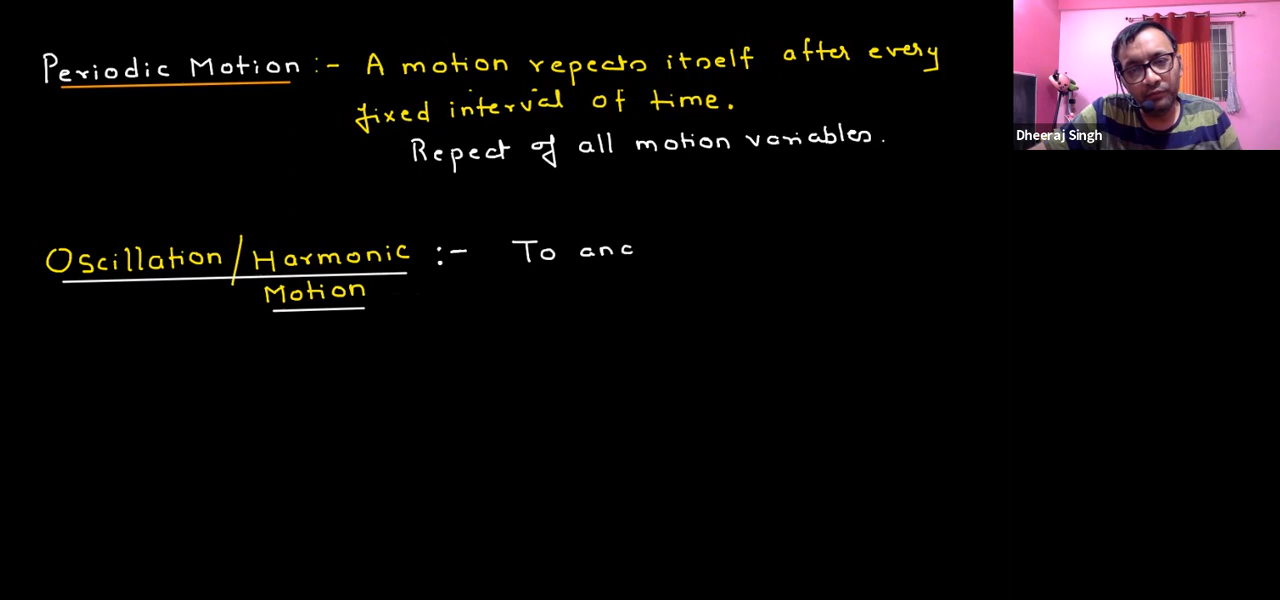 Periodic Motion :- A motion repeats itself after every
fixed interval of time.
Repeat of all motion variables.
Dheeraj Singh
Oscillation/Harmonic :- To anc
Motion